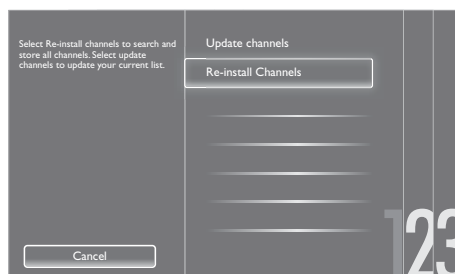 Select Re-install channels to search and
store all channels. Select update
channels to update your current list.
Update channels
Re-install Channels
Cancel
123